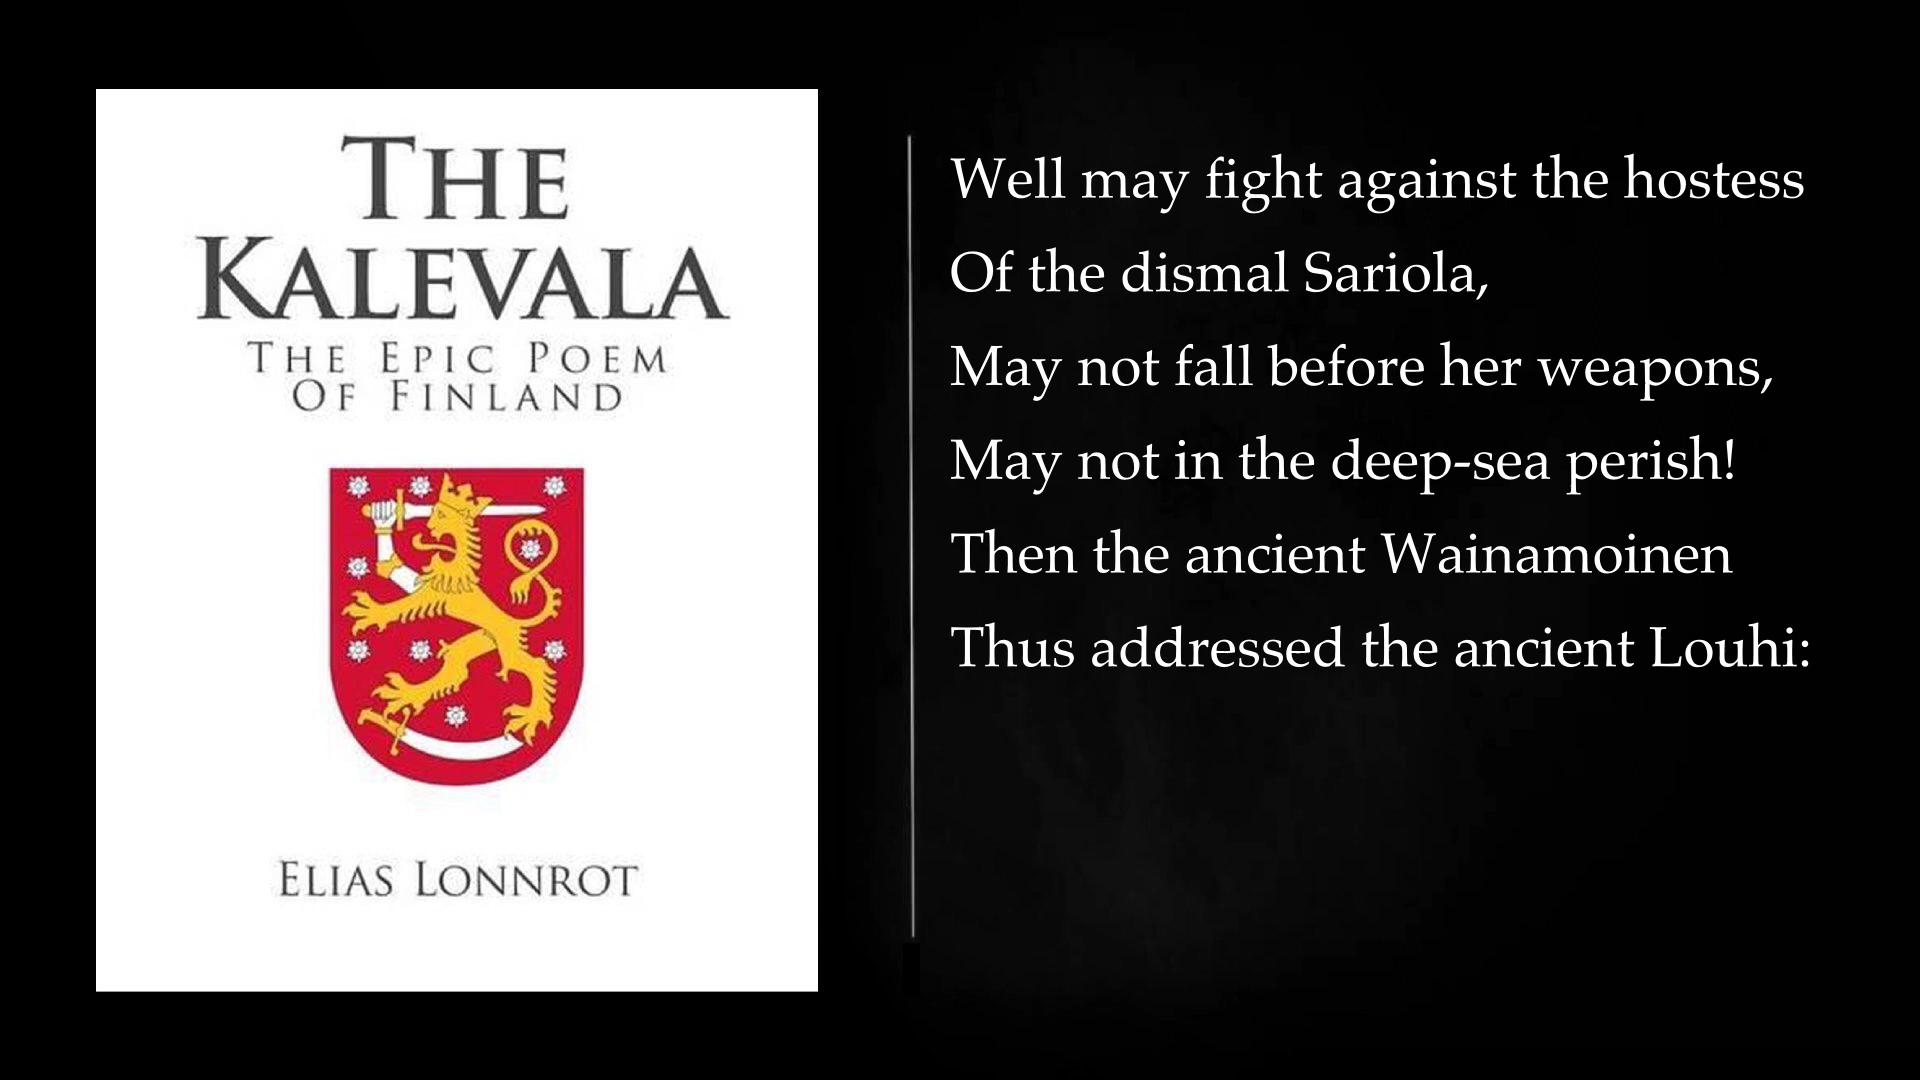 THE
KALEVALA
THE EPIC POEM
OF FINLAND
ELIAS LONNROT
Well may fight against the hostess
Of the dismal Sariola,
May not fall before her weapons,
May not in the deep-sea perish!
Then the ancient Wainamoinen
Thus addressed the ancient Louhi: